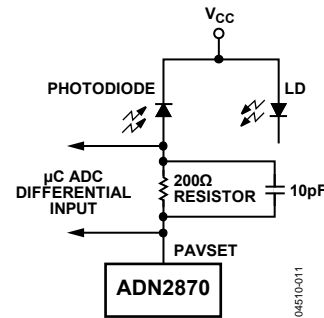 VCC
PHOTODIODE
LD
µC ADC
DIFFERENTIAL
INPUT
200Ω
RESISTOR
10pF
PAVSET
ADN2870
04510-011